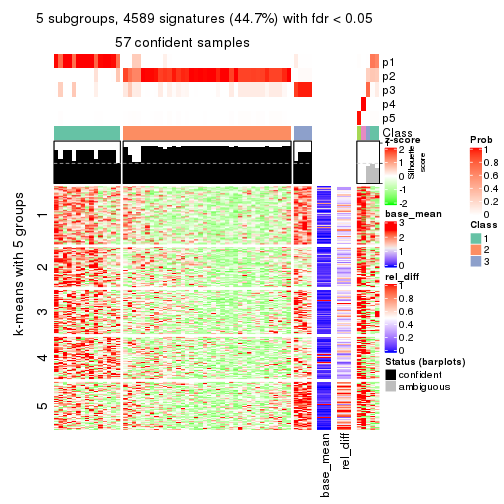 5 subgroups, 4589 signatures (44.7%) with fdr < 0.05
57 confident samples
p1
p2
p3
p4
p5
Class
k-means with 5 groups
1
2
3
4
5
base_mean
rel_diff
Silhouette
score
z-score
2
1
0
-1
-2
base_mean
3
2
1
0
rel_diff
1
0.8
0.6
0.4
0.2
0
Status (barplots)
confident
ambiguous
Prob
1
0.8
0.6
0.4
0.2
0
Class
1
2
3